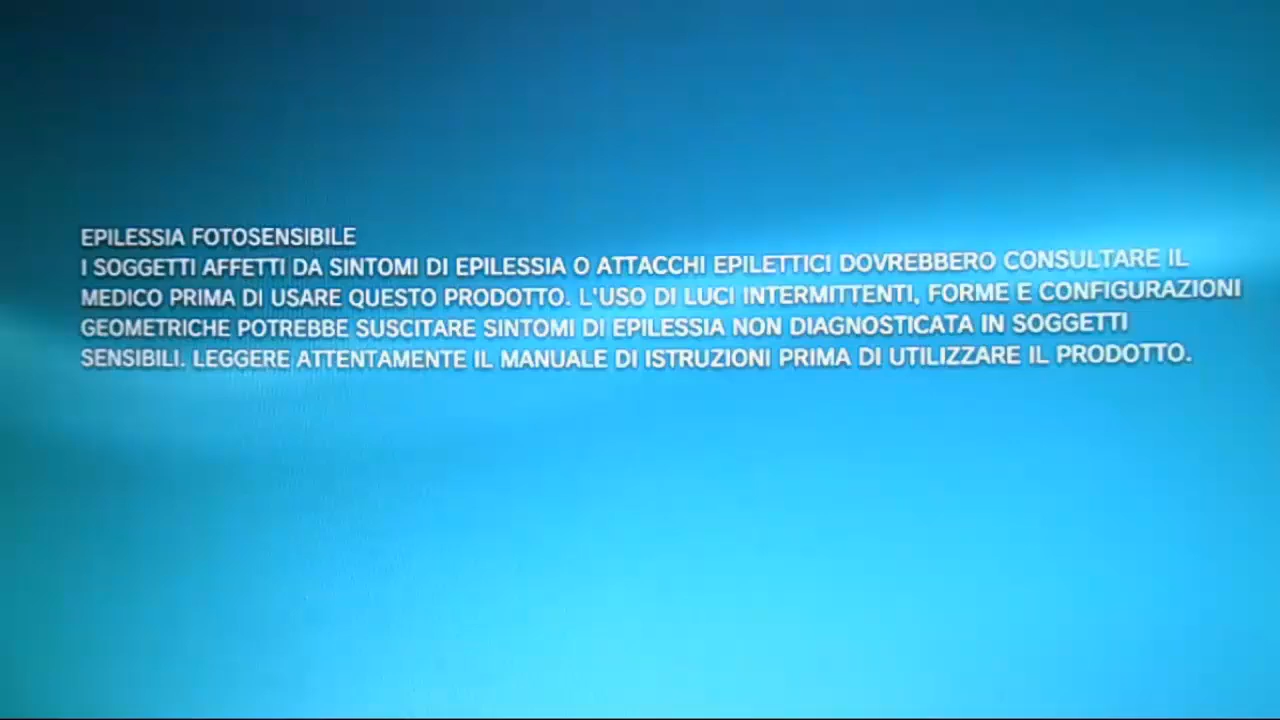 EPILESSIA FOTOSENSIBILE
I SOGGETTI AFFETTI DA SINTOMI DI EPILESSIA O ATTACCHI EPILETTICI DOVREBBERO CONSULTARE IL
MEDICO PRIMA DI USARE QUESTO PRODOTTO. L'USO DI LUCI INTERMITTENTI, FORME E CONFIGURAZIONI
GEOMETRICHE POTREBBE SUSCITARE SINTOMI DI EPILESSIA NON DIAGNOSTICATA IN SOGGETTI
SENSIBILI. LEGGERE ATTENTAMENTE IL MANUALE DI ISTRUZIONI PRIMA DI UTILIZZARE IL PRODOTTO.